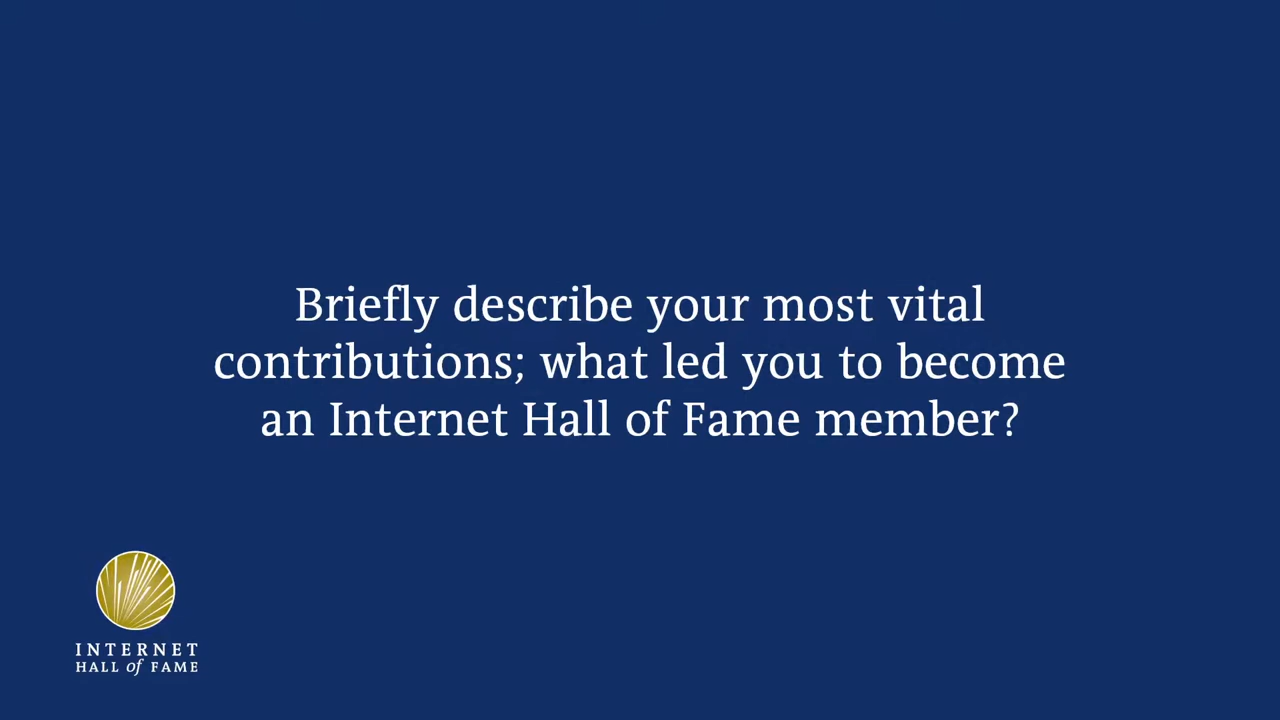 Briefly describe your most vital
contributions; what led you to become
an Internet Hall of Fame member?
INTERNET
HALL of FAME